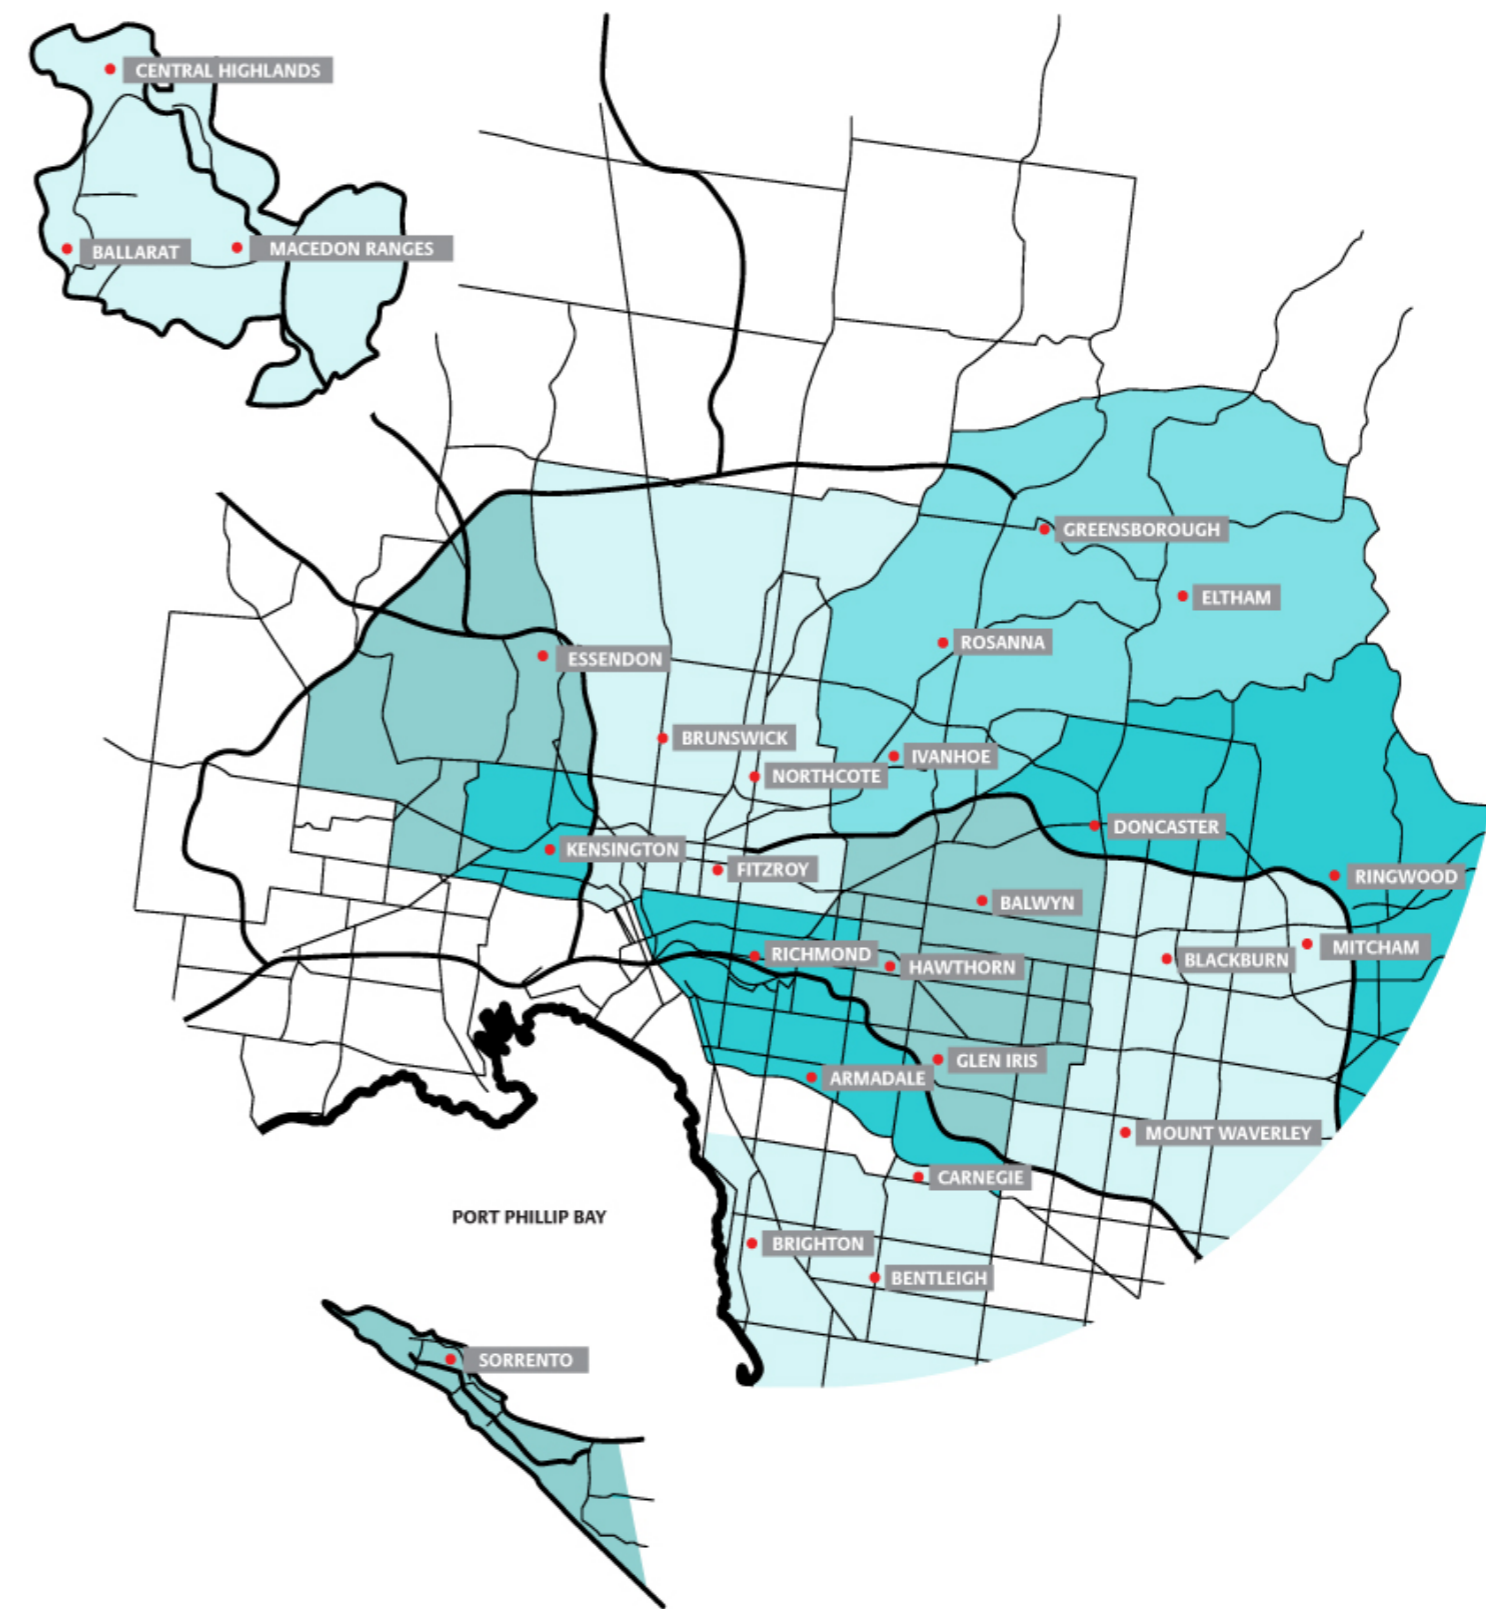 CENTRAL HIGHLANDS
BALLARAT
MACEDON RANGES
GREENSBOROUGH
ELTHAM
ROSANNA
ESSENDON
BRUNSWICK
IVANHOE
NORTHCOTE
DONCASTER
KENSINGTON
FITZROY
RINGWOOD
BALWYN
MITCHAM
RICHMOND
BLACKBURN
HAWTHORN
GLEN IRIS
ARMADALE
MOUNT WAVERLEY
CARNEGIE
PORT PHILLIP BAY
BRIGHTON
BENTLEIGH
SORRENTO